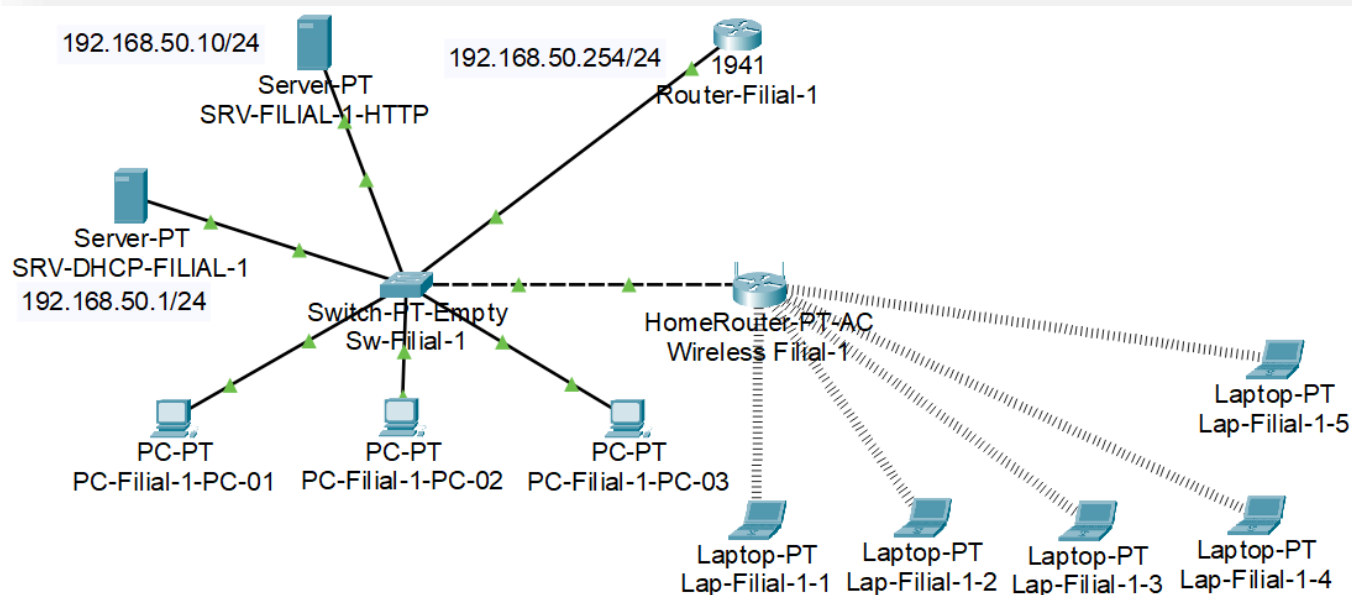 192.168.50.10/24
Server-PT
SRV-FILIAL-1-HTTP
192.168.50.254/24
1941
Router-Filial-1
Server-PT
SRV-DHCP-FILIAL-1
192.168.50.1/24
Switch-PT-Empty
Sw-Filial-1
HomeRouter-PT-AC
Wireless Filial-1
PC-PT
PC-Filial-1-PC-01
PC-PT
PC-Filial-1-PC-02
PC-PT
PC-Filial-1-PC-03
Laptop-PT
Lap-Filial-1-5
Laptop-PT
Lap-Filial-1-1
Laptop-PT
Lap-Filial-1-2
Laptop-PT
Lap-Filial-1-3
Laptop-PT
Lap-Filial-1-4